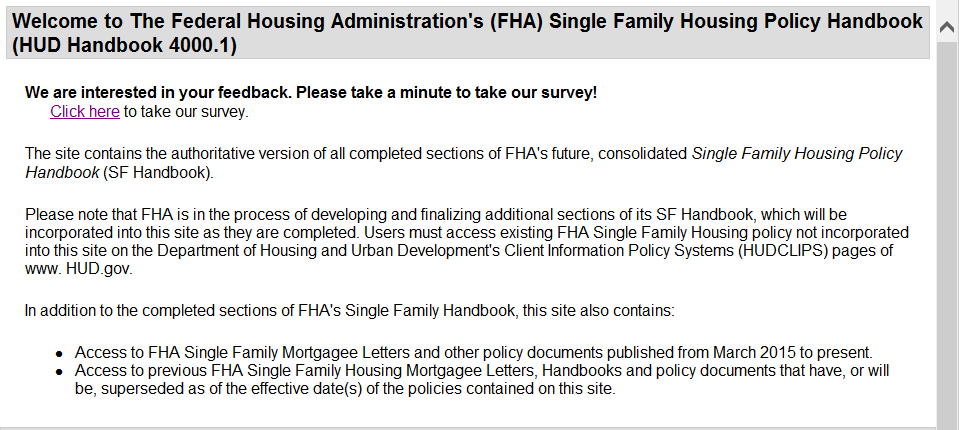 Welcome to The Federal Housing Administration's (FHA) Single Family Housing Policy Handbook
(HUD Handbook 4000.1)
We are interested in your feedback. Please take a minute to take our survey!
Click here to take our survey.
The site contains the authoritative version of all completed sections of FHA's future, consolidated Single Family Housing Policy
Handbook (SF Handbook).
Please note that FHA is in the process of developing and finalizing additional sections of its SF Handbook, which will be
incorporated into this site as they are completed. Users must access existing FHA Single Family Housing policy not incorporated
into this site on the Department of Housing and Urban Development's Client Information Policy Systems (HUDCLIPS) pages of
www. HUD.gov.
In addition to the completed sections of FHA's Single Family Handbook, this site also contains:
● Access to FHA Single Family Mortgagee Letters and other policy documents published from March 2015 to present.
● Access to previous FHA Single Family Housing Mortgagee Letters, Handbooks and policy documents that have, or will
be, superseded as of the effective date(s) of the policies contained on this site.